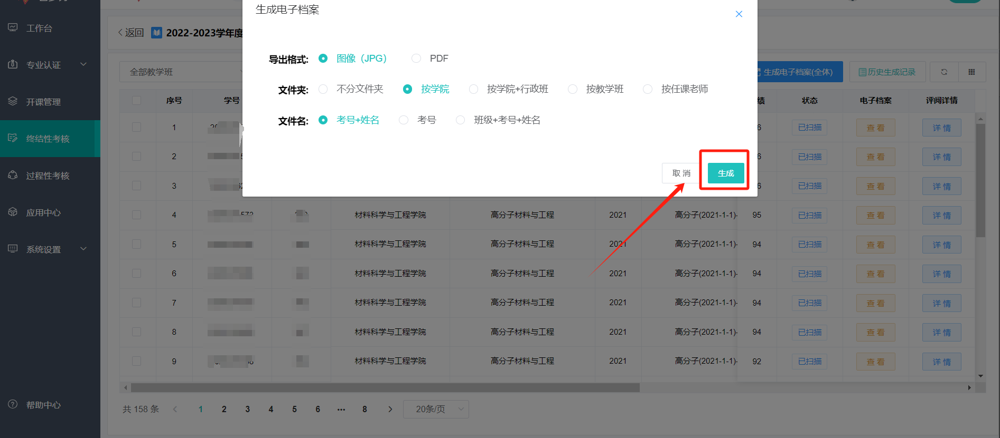 生成电子档案
工作台
返回
2022-2023学年度
导出格式:
图像（JPG）
PDF
专业认证
全部教学班
生成电子档案(全体)
历史生成记录
文件夹:
不分文件夹
按学院
按学院+行政班
按教学班
按任课老师
开课管理
序号
学号
绩
状态
电子档案
评阅详情
文件名:
考号+姓名
考号
班级+考号+姓名
1
6
已扫描
查看
详情
终结性考核
2
6
已扫描
查看
详情
取消
生成
过程性考核
3
6
已扫描
查看
详情
应用中心
4
材料科学与工程学院
高分子材料与工程
2021
高分子(2021-1-1)-
95
已扫描
查看
详情
系统设置
5
材料科学与工程学院
高分子材料与工程
2021
高分子(2021-1-1)-
94
已扫描
查看
详情
6
材料科学与工程学院
高分子材料与工程
2021
高分子(2021-1-1)-
94
已扫描
查看
详情
7
材料科学与工程学院
高分子材料与工程
2021
高分子(2021-1-1)-
94
已扫描
查看
详情
8
材料科学与工程学院
高分子材料与工程
2021
高分子(2021-1-1)-
94
已扫描
查看
详情
9
材料科学与工程学院
高分子材料与工程
2021
高分子(2021-1-1)-
92
已扫描
查看
详情
帮助中心
共 158 条
1
2
3
4
5
6
•••
8
20条/页